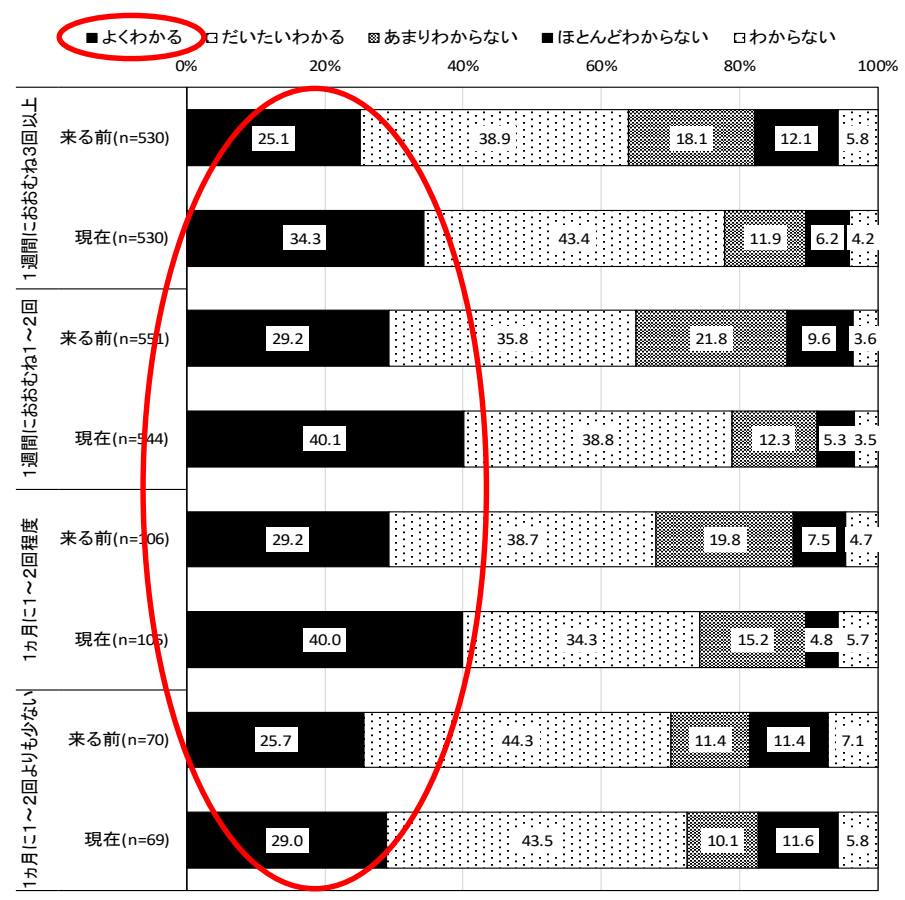 ■よくわかる □だいたいわかる ▩あまりわからない ■ほとんどわからない □わからない
0% 20% 40% 60% 80% 100%
1週間におおむね3回以上
来る前(n=530) 25.1 38.9 18.1 12.1 5.8
現在(n=530) 34.3 43.4 11.9 6.2 4.2
1週間におおむね1～2回
来る前(n=551) 29.2 35.8 21.8 9.6 3.6
現在(n=544) 40.1 38.8 12.3 5.3 3.5
1ヵ月に1～2回程度
来る前(n=106) 29.2 38.7 19.8 7.5 4.7
現在(n=105) 40.0 34.3 15.2 4.8 5.7
1ヵ月に1～2回よりも少ない
来る前(n=70) 25.7 44.3 11.4 11.4 7.1
現在(n=69) 29.0 43.5 10.1 11.6 5.8